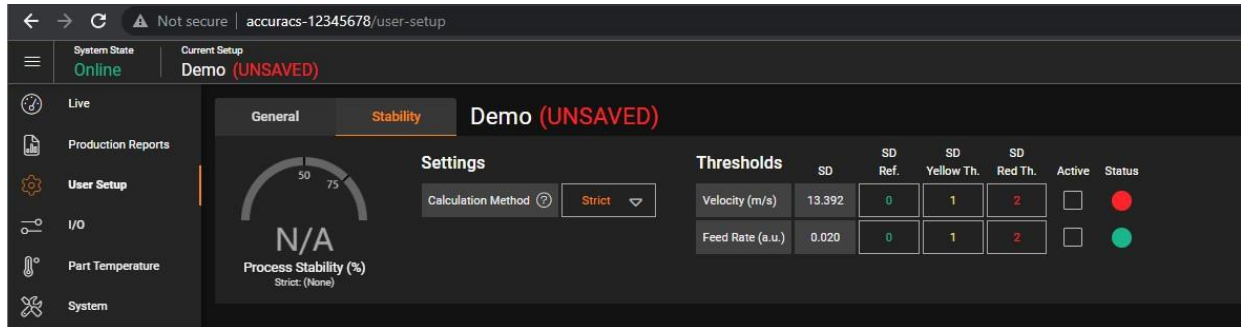 Not secure | accuracs-12345678/user-setup
System State
Online
Current Setup
Demo (UNSAVED)
Live
Production Reports
User Setup
I/O
Part Temperature
System
General
Stability
Demo (UNSAVED)
50
75
N/A
Process Stability (%)
Strict: (None)
Settings
Calculation Method ?
Strict
Thresholds SD SD Ref. SD Yellow Th. SD Red Th. Active Status
Velocity (m/s) 13.392 0 1 2
Feed Rate (a.u.) 0.020 0 1 2